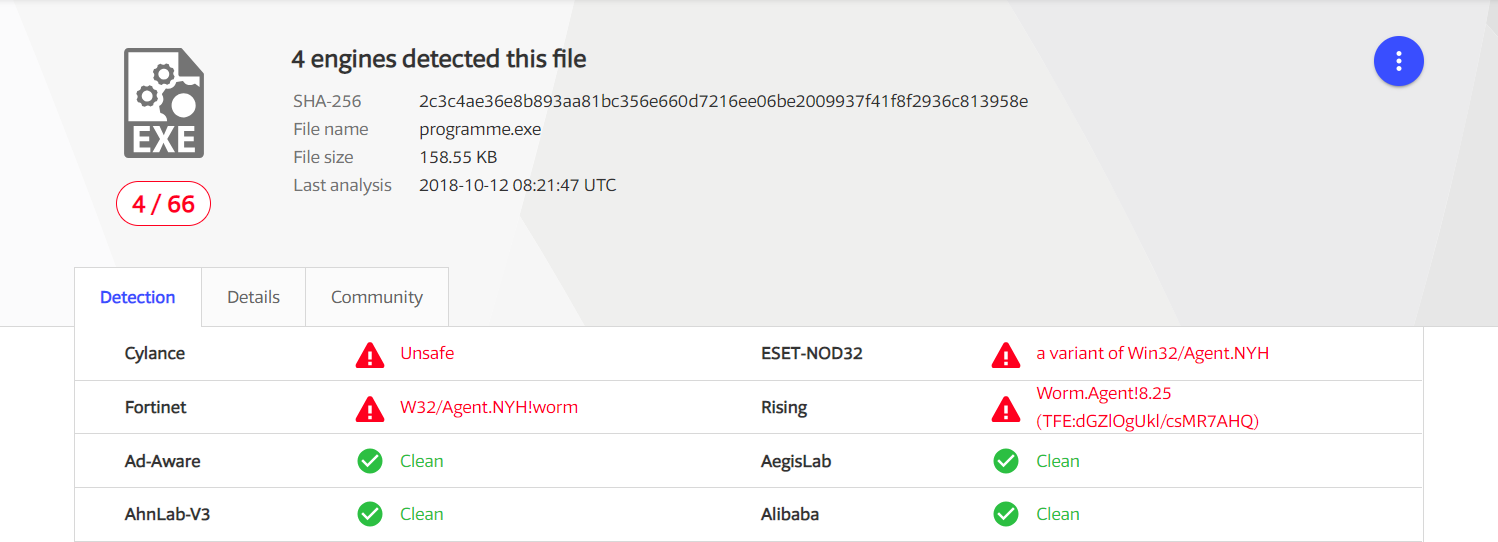 4 engines detected this file
SHA-256 2c3c4ae36e8b893aa81bc356e660d7216ee06be2009937f41f8f2936c813958e
File name programme.exe
File size 158.55 KB
Last analysis 2018-10-12 08:21:47 UTC
EXE
4 / 66
Detection Details Community
Cylance Unsafe ESET-NOD32 a variant of Win32/Agent.NYH
Fortinet W32/Agent.NYH!worm Rising Worm.Agent!8.25
(TFE:dGZlOgUkl/csMR7AHQ)
Ad-Aware Clean AegisLab Clean
AhnLab-V3 Clean Alibaba Clean